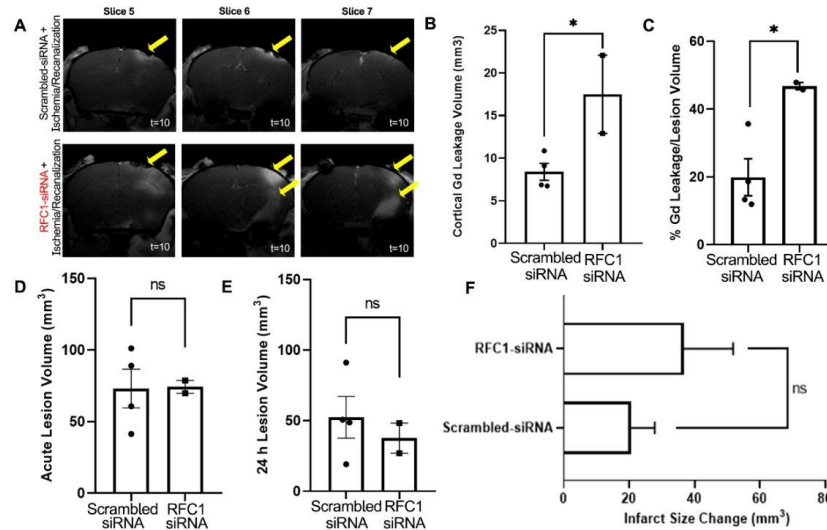 A
Slice 5
Slice 6
Slice 7
Scrambled-siRNA +
Ischemia/Recanalization
t=10
t=10
t=10
RFC1-siRNA +
Ischemia/Recanalization
t=10
t=10
t=10
B
Cortical Gd Leakage Volume (mm3)
25
20
15
10
5
0
*
Scrambled
siRNA
RFC1
siRNA
C
% Gd Leakage/Lesion Volume
60
40
20
0
*
Scrambled
siRNA
RFC1
siRNA
D
Acute Lesion Volume (mm³)
150
100
50
0
ns
Scrambled
siRNA
RFC1
siRNA
E
24 h Lesion Volume (mm³)
150
100
50
0
ns
Scrambled
siRNA
RFC1
siRNA
F
RFC1-siRNA
Scrambled-siRNA
ns
0
20
40
60
80
Infarct Size Change (mm³)